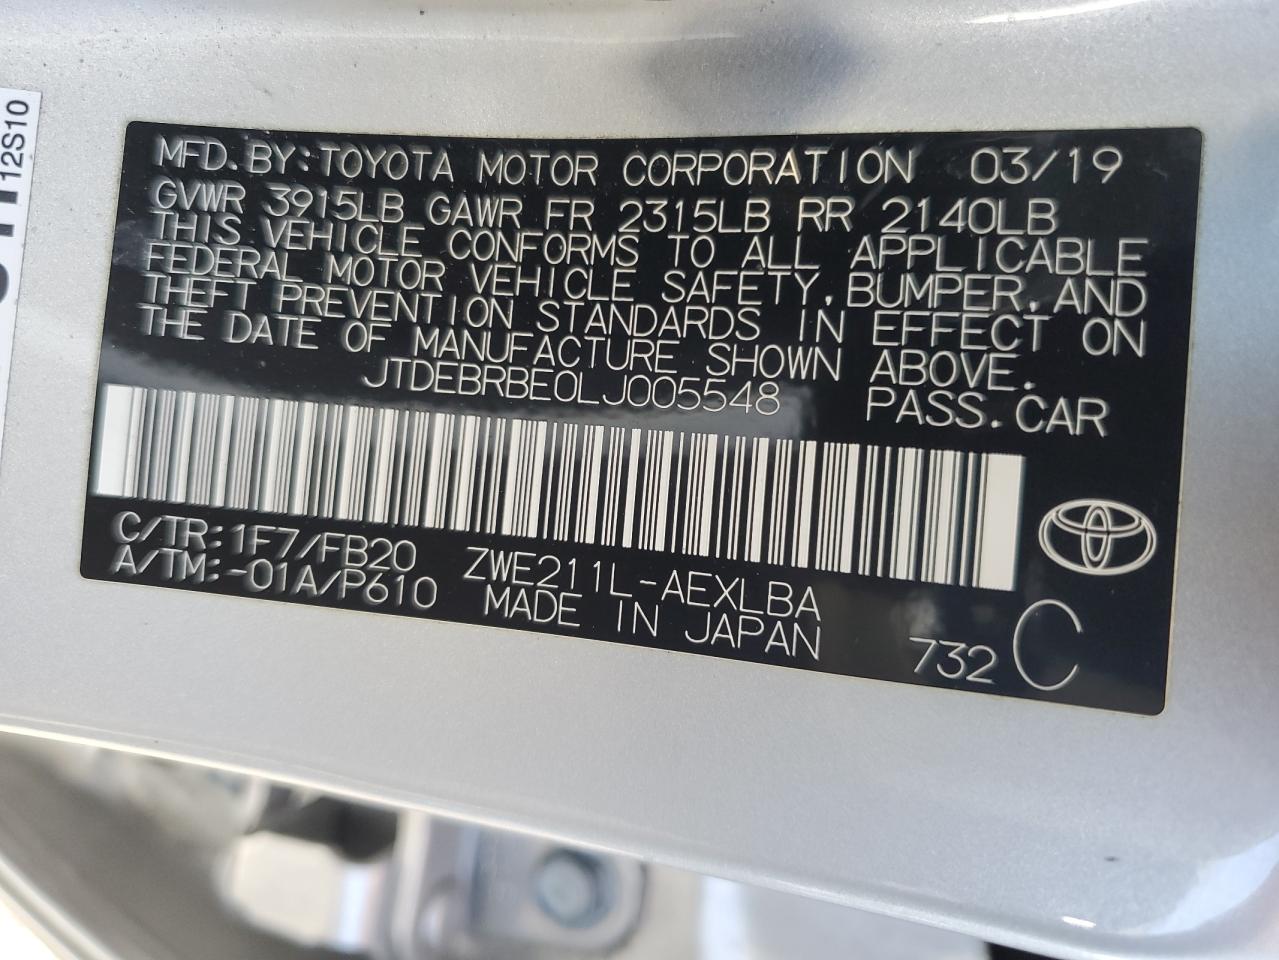 12S10
MFD.BY:TOYOTA MOTOR CORPORATION 03/19
GVWR 3915LB GAWR FR 2315LB RR 2140LB
THIS VEHICLE CONFORMS TO ALL APPLICABLE
FEDERAL MOTOR VEHICLE SAFETY,BUMPER,AND
THEFT PREVENTION STANDARDS IN EFFECT ON
THE DATE OF MANUFACTURE SHOWN ABOVE.
JTDEBRBE0LJ005548 PASS.CAR
C/TR:1F7/FB20 ZWE211L-AEXLBA
A/TM:-01A/P610 MADE IN JAPAN 732 C